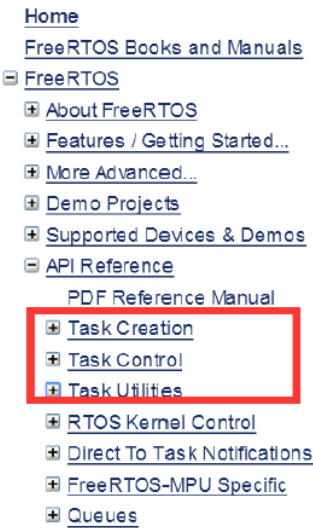 Home
FreeRTOS Books and Manuals
FreeRTOS
About FreeRTOS
Features / Getting Started...
More Advanced...
Demo Projects
Supported Devices & Demos
API Reference
PDF Reference Manual
Task Creation
Task Control
Task Utilities
RTOS Kernel Control
Direct To Task Notifications
FreeRTOS-MPU Specific
Queues